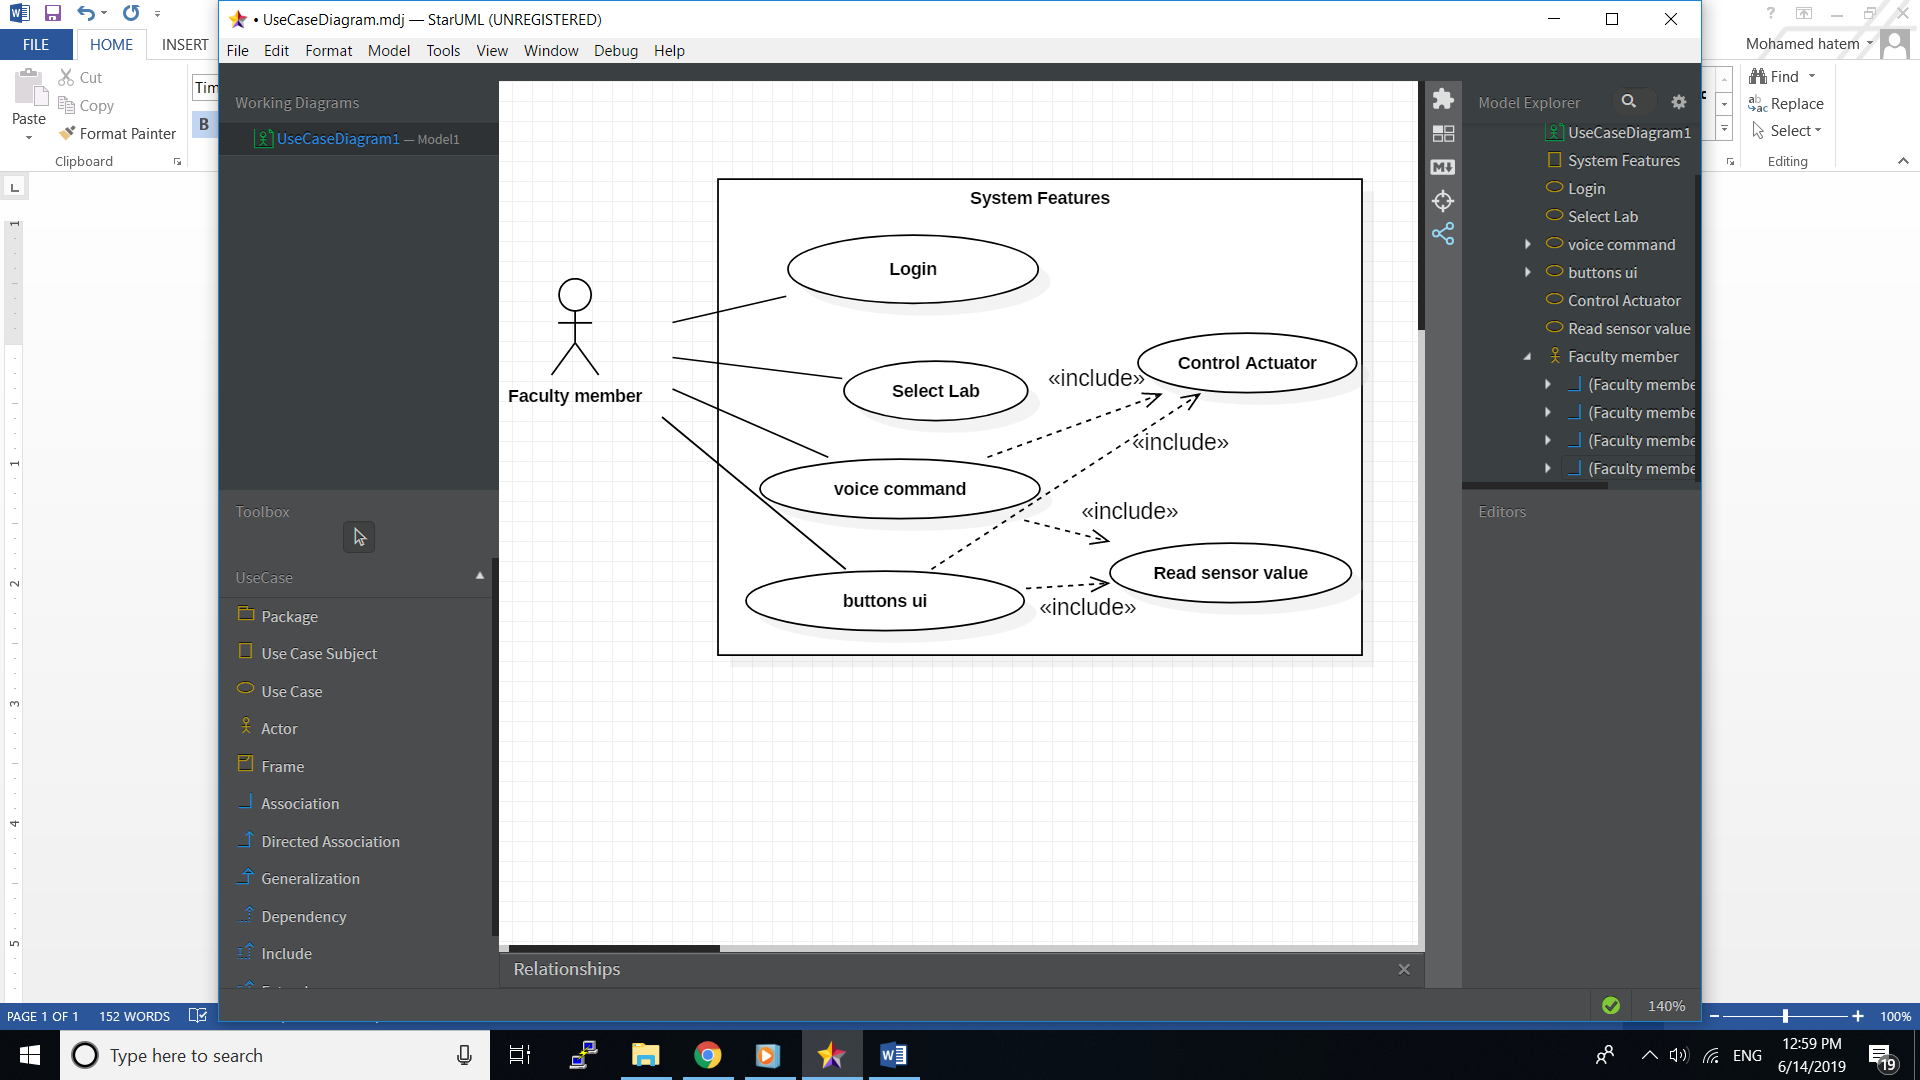 • UseCaseDiagram.mdj — StarUML (UNREGISTERED)
FILE
HOME
INSERT
Mohamed hatem
File Edit Format Model Tools View Window Debug Help
Paste
Cut
Copy
Format Painter
Clipboard
Tim
B
Find
Replace
Select
Editing
Working Diagrams
UseCaseDiagram1 — Model1
Toolbox
UseCase
Package
Use Case Subject
Use Case
Actor
Frame
Association
Directed Association
Generalization
Dependency
Include
System Features
Login
Select Lab
Faculty member
Control Actuator
«include»
«include»
voice command
«include»
Read sensor value
buttons ui
«include»
Relationships
Model Explorer
UseCaseDiagram1
System Features
Login
Select Lab
voice command
buttons ui
Control Actuator
Read sensor value
Faculty member
(Faculty membe
(Faculty membe
(Faculty membe
(Faculty membe
Editors
140%
PAGE 1 OF 1 152 WORDS
100%
Type here to search
ENG
12:59 PM
6/14/2019
19